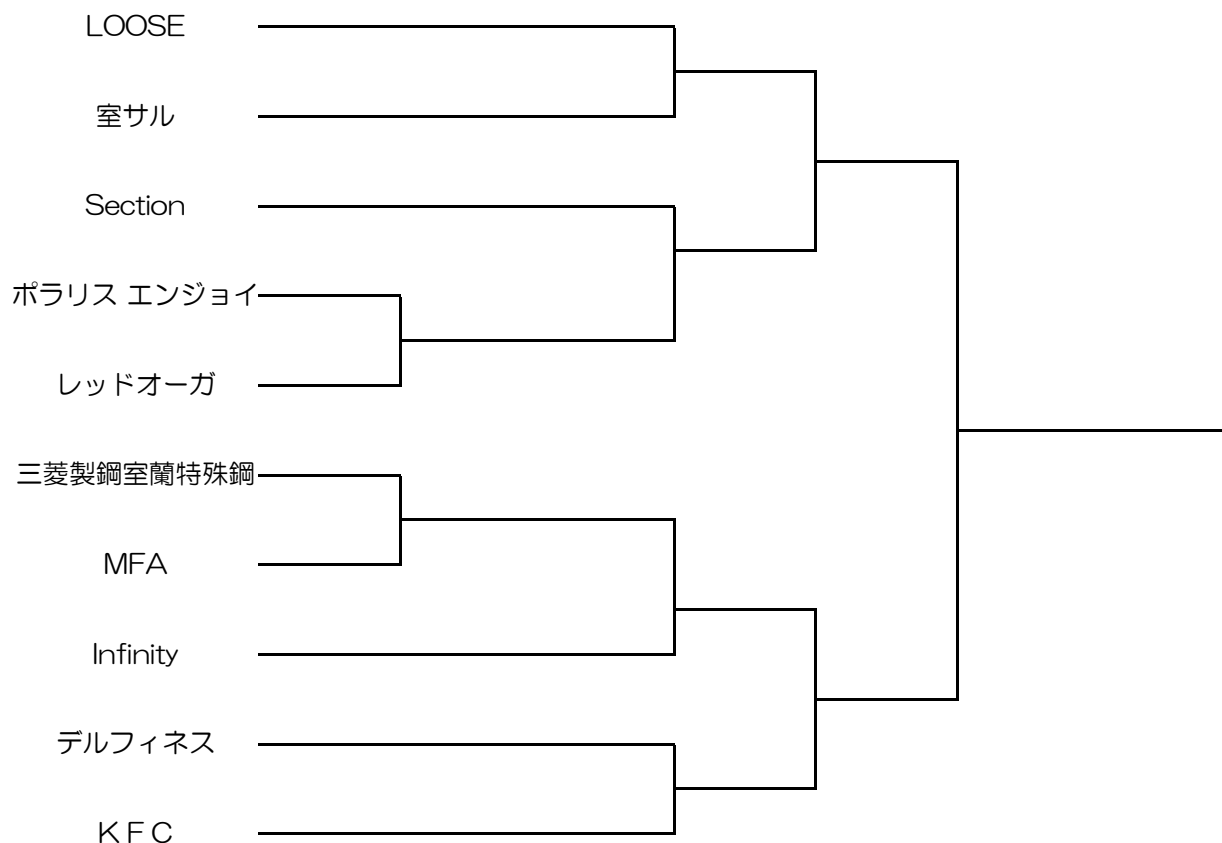 LOOSE
室サル
Section
ポラリス エンジョイ
レッドオーガ
三菱製鋼室蘭特殊鋼
MFA
Infinity
デルフィネス
ＫＦＣ